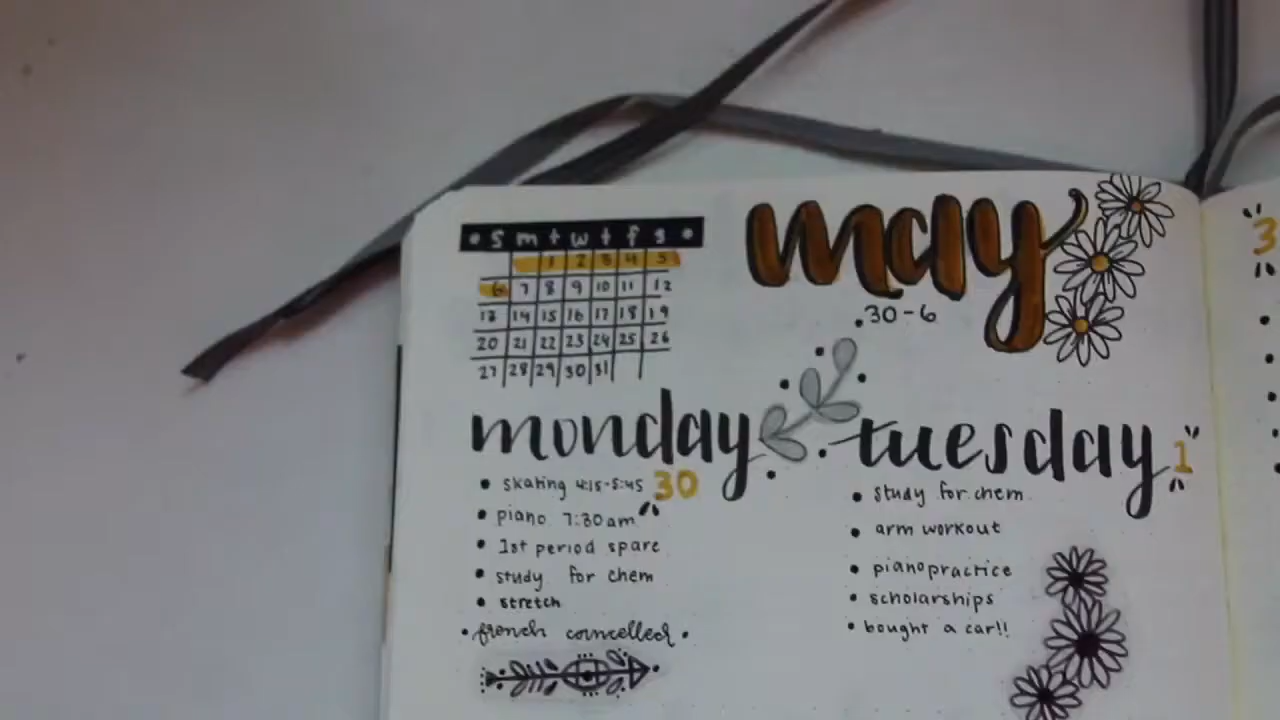 • S m t w t f s •
1 2 3 4 5
6 7 8 9 10 11 12
13 14 15 16 17 18 19
20 21 22 23 24 25 26
27 28 29 30 31
may
.30-6
monday 30
• skating 4:15-5:45
• piano 7:30am
• 1st period spare
• study for chem
• stretch
• french cancelled •
tuesday 1
• study for chem
• arm workout
• piano practice
• scholarships
• bought a car!!
3